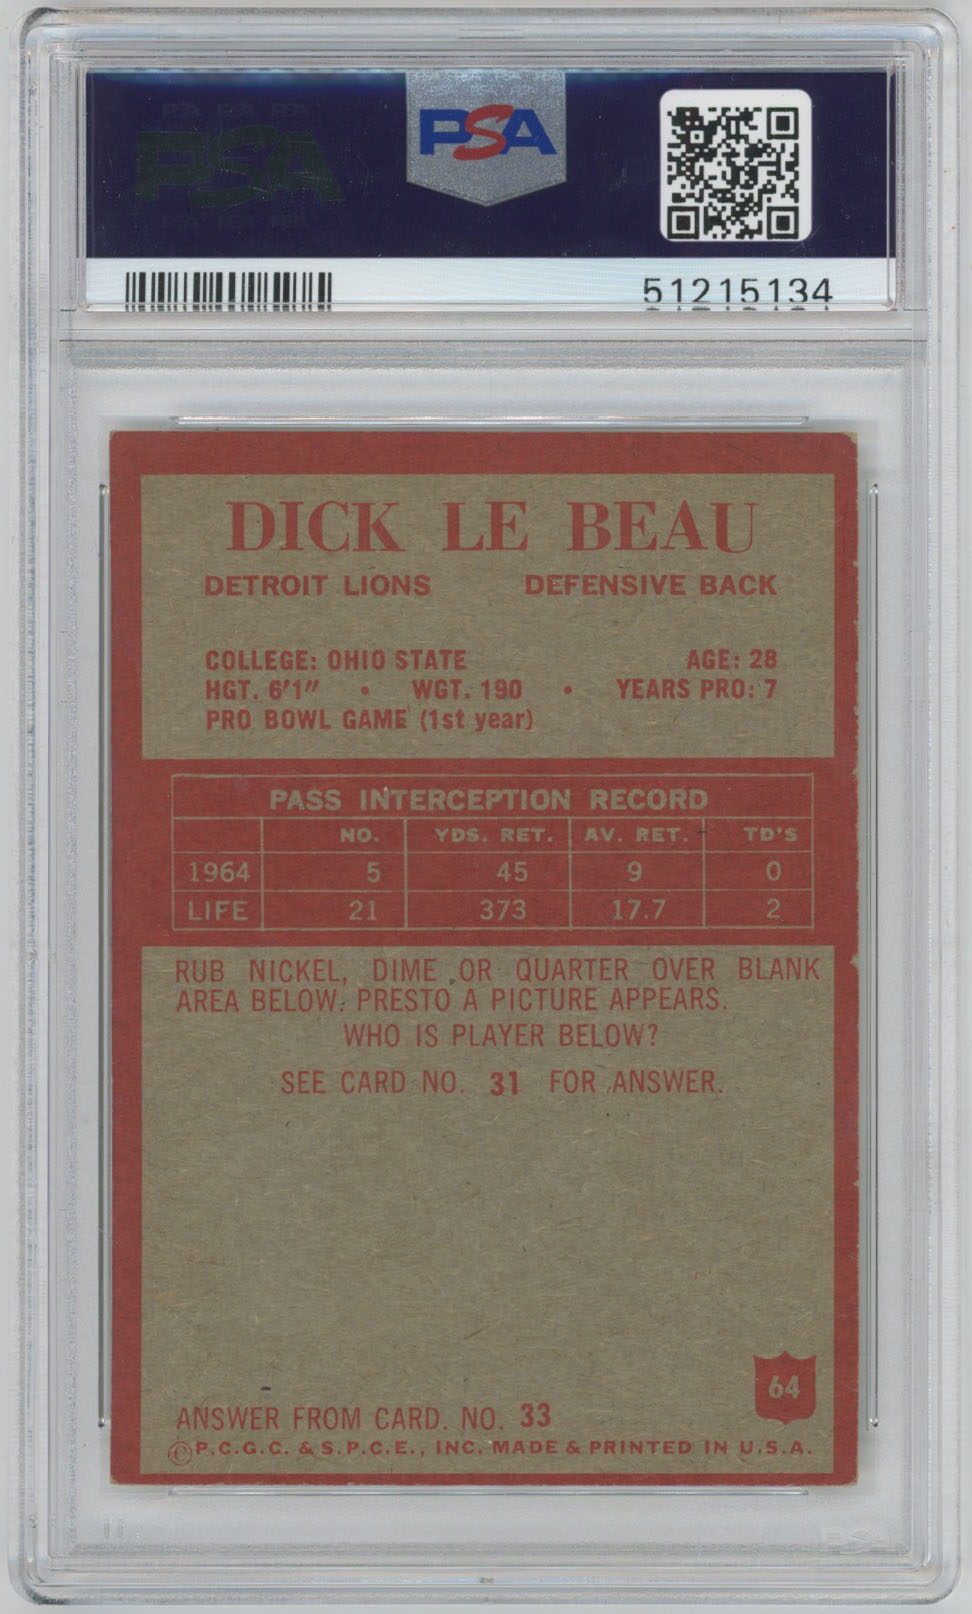 PSA
PSA
51215134
DICK LE BEAU
DETROIT LIONS DEFENSIVE BACK
COLLEGE: OHIO STATE AGE: 28
HGT. 6'1" • WGT. 190 • YEARS PRO: 7
PRO BOWL GAME (1st year)
PASS INTERCEPTION RECORD
NO. YDS. RET. AV. RET. TD'S
1964 5 45 9 0
LIFE 21 373 17.7 2
RUB NICKEL, DIME OR QUARTER OVER BLANK
AREA BELOW. PRESTO A PICTURE APPEARS.
WHO IS PLAYER BELOW?
SEE CARD NO. 31 FOR ANSWER.
64
ANSWER FROM CARD. NO. 33
© P.C.G.C. & S.P.C.E., INC. MADE & PRINTED IN U.S.A.
PSA